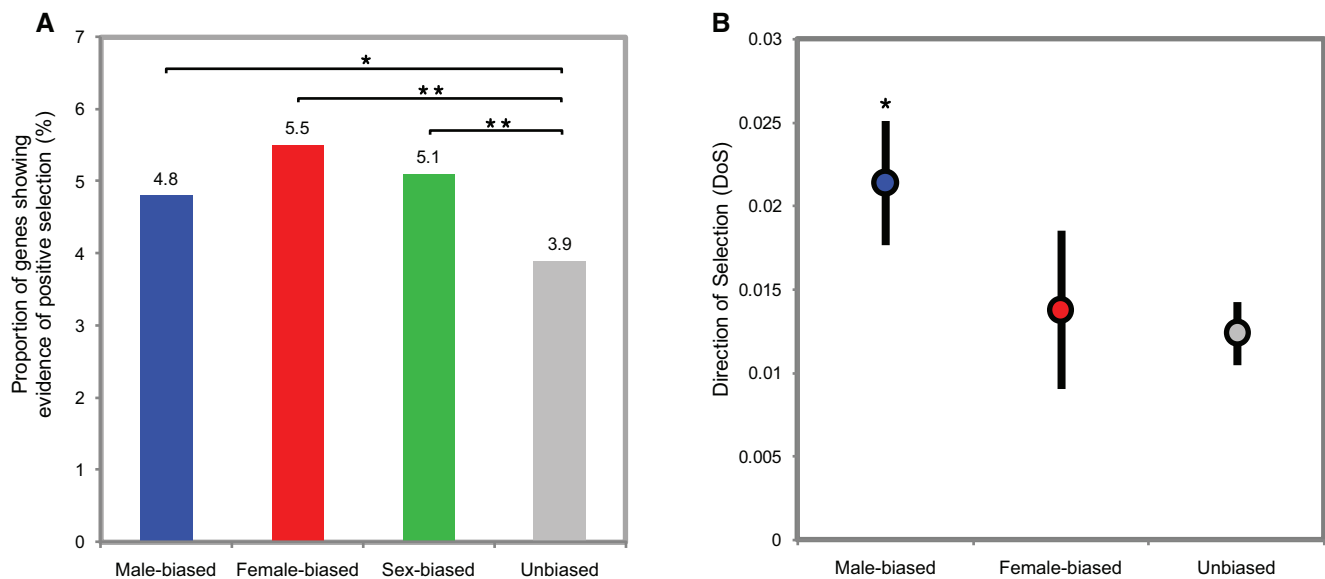 A
Proportion of genes showing
evidence of positive selection (%)
7
6
5
4
3
2
1
0
*
**
**
4.8
5.5
5.1
3.9
Male-biased
Female-biased
Sex-biased
Unbiased
B
Direction of Selection (DoS)
0.03
0.025
0.02
0.015
0.01
0.005
0
*
Male-biased
Female-biased
Unbiased